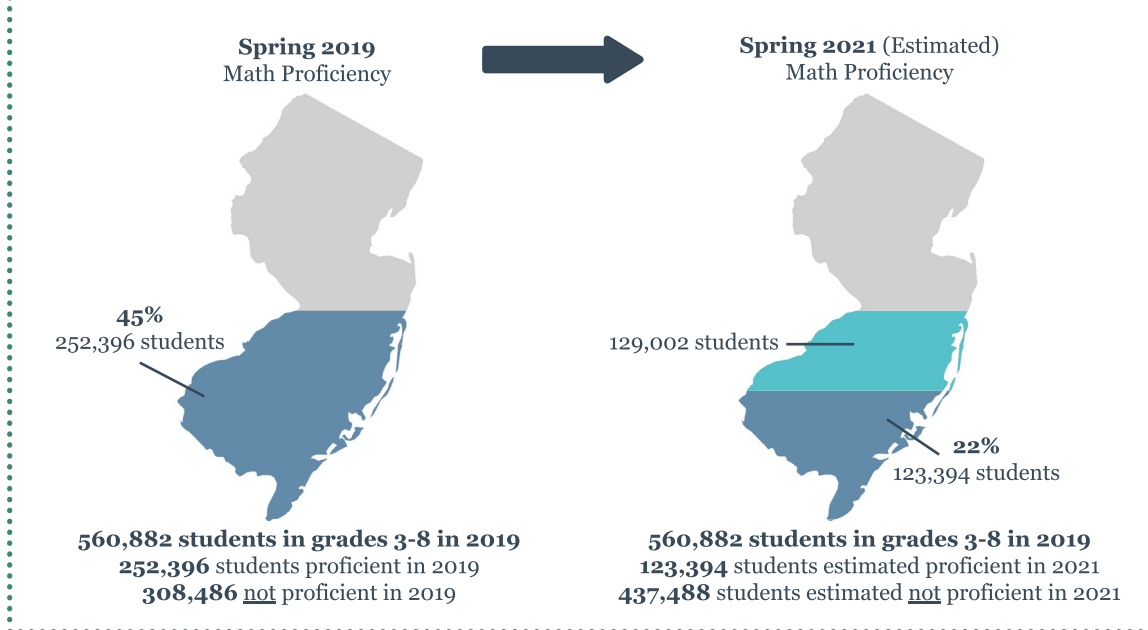 Spring 2019
Math Proficiency
45%
252,396 students
560,882 students in grades 3-8 in 2019
252,396 students proficient in 2019
308,486 not proficient in 2019
Spring 2021 (Estimated)
Math Proficiency
129,002 students
22%
123,394 students
560,882 students in grades 3-8 in 2019
123,394 students estimated proficient in 2021
437,488 students estimated not proficient in 2021